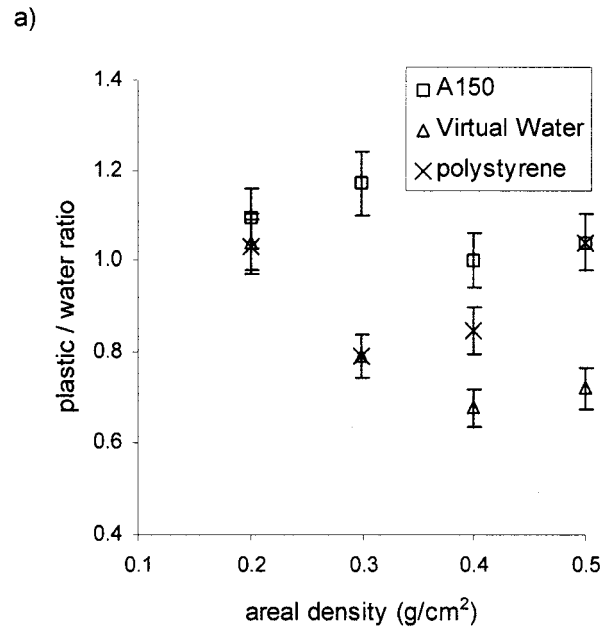 a)
1.4
1.2
1.0
0.8
0.6
0.4
plastic / water ratio
A150
Virtual Water
polystyrene
0.1 0.2 0.3 0.4 0.5
areal density (g/cm²)